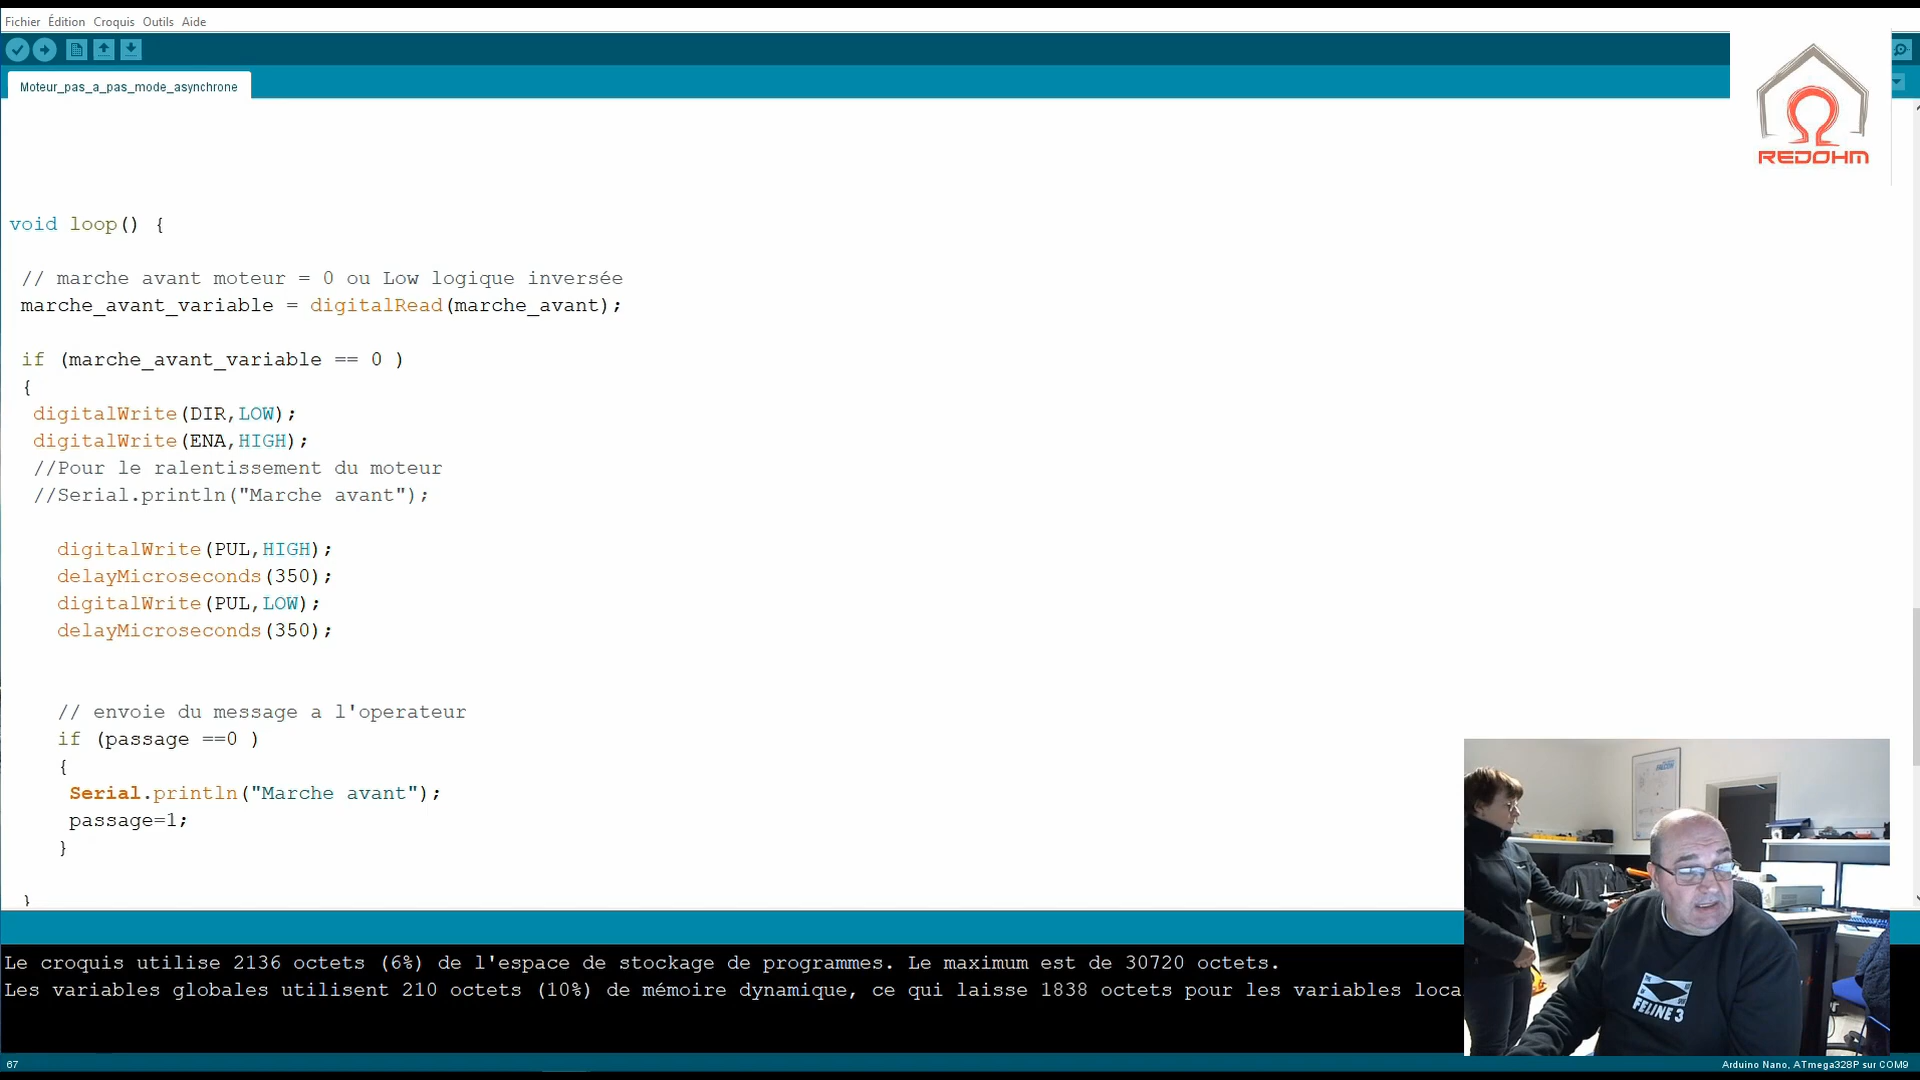 Fichier Édition Croquis Outils Aide
Moteur_pas_a_pas_mode_asynchrone
REDOHM
void loop() {
// marche avant moteur = 0 ou Low logique inversée
marche_avant_variable = digitalRead(marche_avant);
if (marche_avant_variable == 0 )
{
digitalWrite(DIR,LOW);
digitalWrite(ENA,HIGH);
//Pour le ralentissement du moteur
//Serial.println("Marche avant");
digitalWrite(PUL,HIGH);
delayMicroseconds(350);
digitalWrite(PUL,LOW);
delayMicroseconds(350);
// envoie du message a l'operateur
if (passage ==0 )
{
Serial.println("Marche avant");
passage=1;
}
}
Le croquis utilise 2136 octets (6%) de l'espace de stockage de programmes. Le maximum est de 30720 octets.
Les variables globales utilisent 210 octets (10%) de mémoire dynamique, ce qui laisse 1838 octets pour les variables loca
FELINE 3
67
Arduino Nano, ATmega328P sur COM9